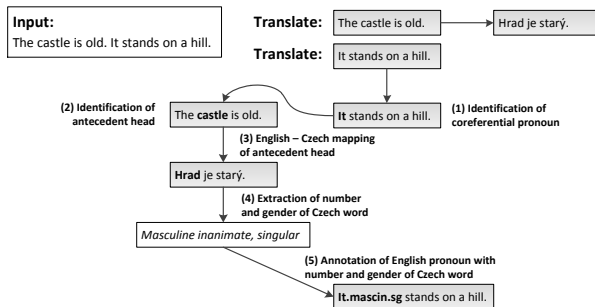 Input:
The castle is old. It stands on a hill.
Translate:
The castle is old.
Hrad je starý.
Translate:
It stands on a hill.
(1) Identification of
coreferential pronoun
It stands on a hill.
(2) Identification of
antecedent head
The castle is old.
(3) English – Czech mapping
of antecedent head
Hrad je starý.
(4) Extraction of number
and gender of Czech word
Masculine inanimate, singular
(5) Annotation of English pronoun with
number and gender of Czech word
It.mascin.sg stands on a hill.